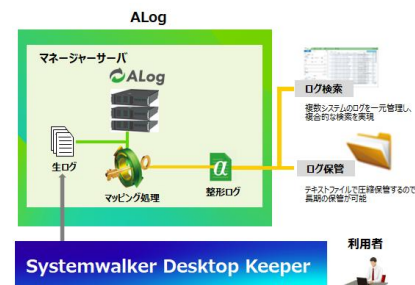 ALog
マネージャーサーバ
ALog
生ログ
マッピング処理
整形ログ
ログ検索
複数システムのログを一元管理し、
複合的な検索を実現
ログ保管
テキストファイルで圧縮保管するので
長期の保管が可能
利用者
Systemwalker Desktop Keeper